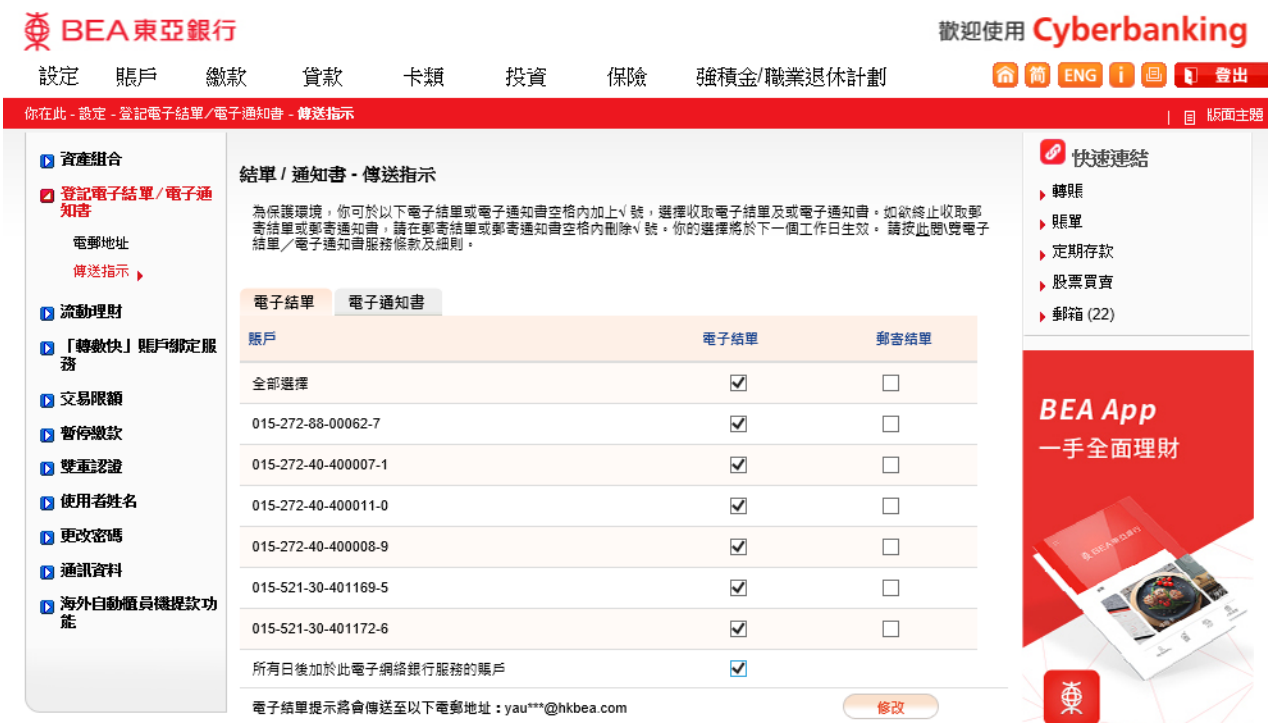 BEA東亞銀行
歡迎使用 Cyberbanking
設定 賬戶 繳款 貸款 卡類 投資 保險 強積金/職業退休計劃
简 ENG i 登出
你在此 - 設定 - 登記電子結單/電子通知書 - 傳送指示
| 版面主題
資產組合
登記電子結單/電子通
知書
電郵地址
傳送指示
流動理財
「轉數快」賬戶綁定服
務
交易限額
暫停繳款
雙重認證
使用者姓名
更改密碼
通訊資料
海外自動櫃員機提款功
能
結單 / 通知書 - 傳送指示
為保護環境,你可於以下電子結單或電子通知書空格內加上√ 號,選擇收取電子結單及或電子通知書。如欲終止收取郵
寄結單或郵寄通知書,請在郵寄結單或郵寄通知書空格內刪除√ 號。你的選擇將於下一個工作日生效。 請按此閱\覽電子
結單/電子通知書服務條款及細則。
電子結單 電子通知書
賬戶 電子結單 郵寄結單
全部選擇
015-272-88-00062-7
015-272-40-400007-1
015-272-40-400011-0
015-272-40-400008-9
015-521-30-401169-5
015-521-30-401172-6
所有日後加於此電子網絡銀行服務的賬戶
電子結單提示將會傳送至以下電郵地址:yau***@hkbea.com 修改
快速連結
轉賬
賬單
定期存款
股票買賣
郵箱 (22)
BEA App
一手全面理財
BEA東亞銀行